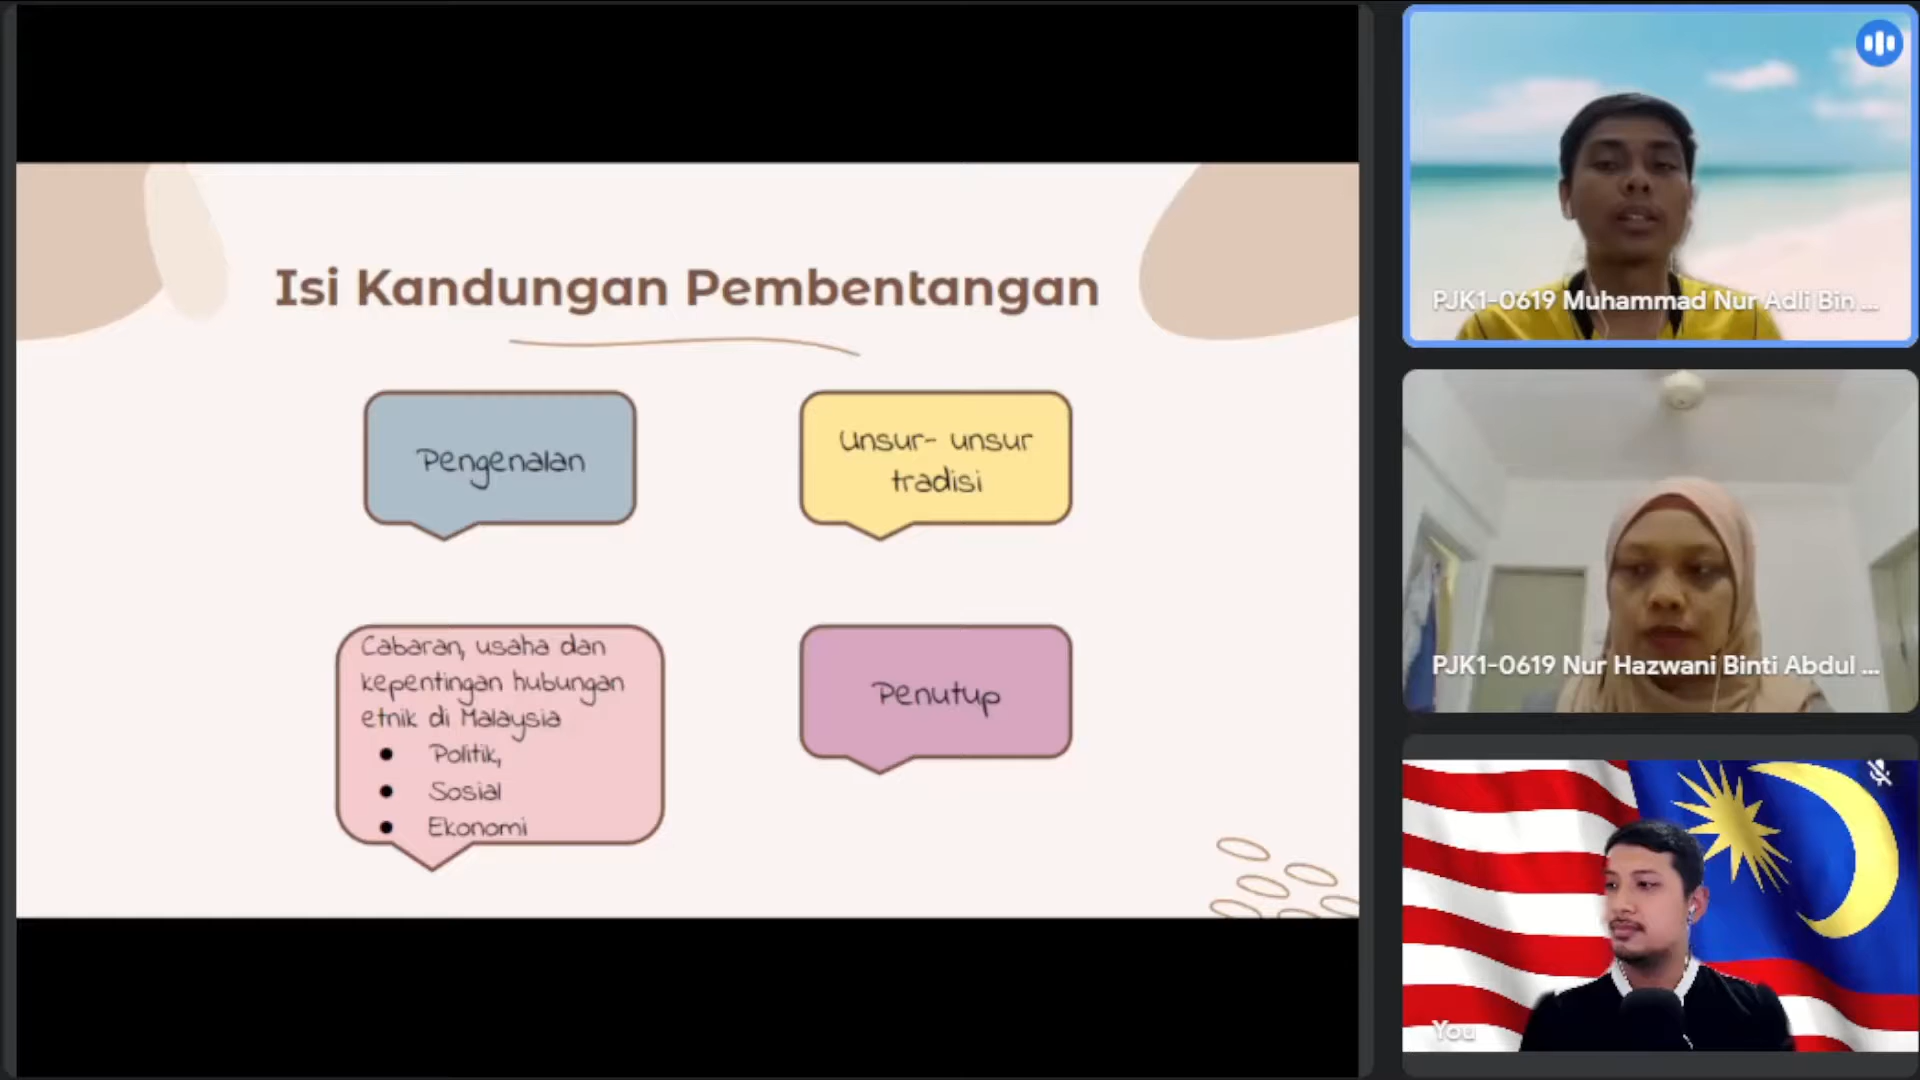 Isi Kandungan Pembentangan
Pengenalan
Unsur- unsur
tradisi
Cabaran, usaha dan
kepentingan hubungan
etnik di Malaysia
● Politik,
● Sosial
● Ekonomi
Penutup
PJK1-0619 Muhammad Nur Adli Bin ...
PJK1-0619 Nur Hazwani Binti Abdul ...
You